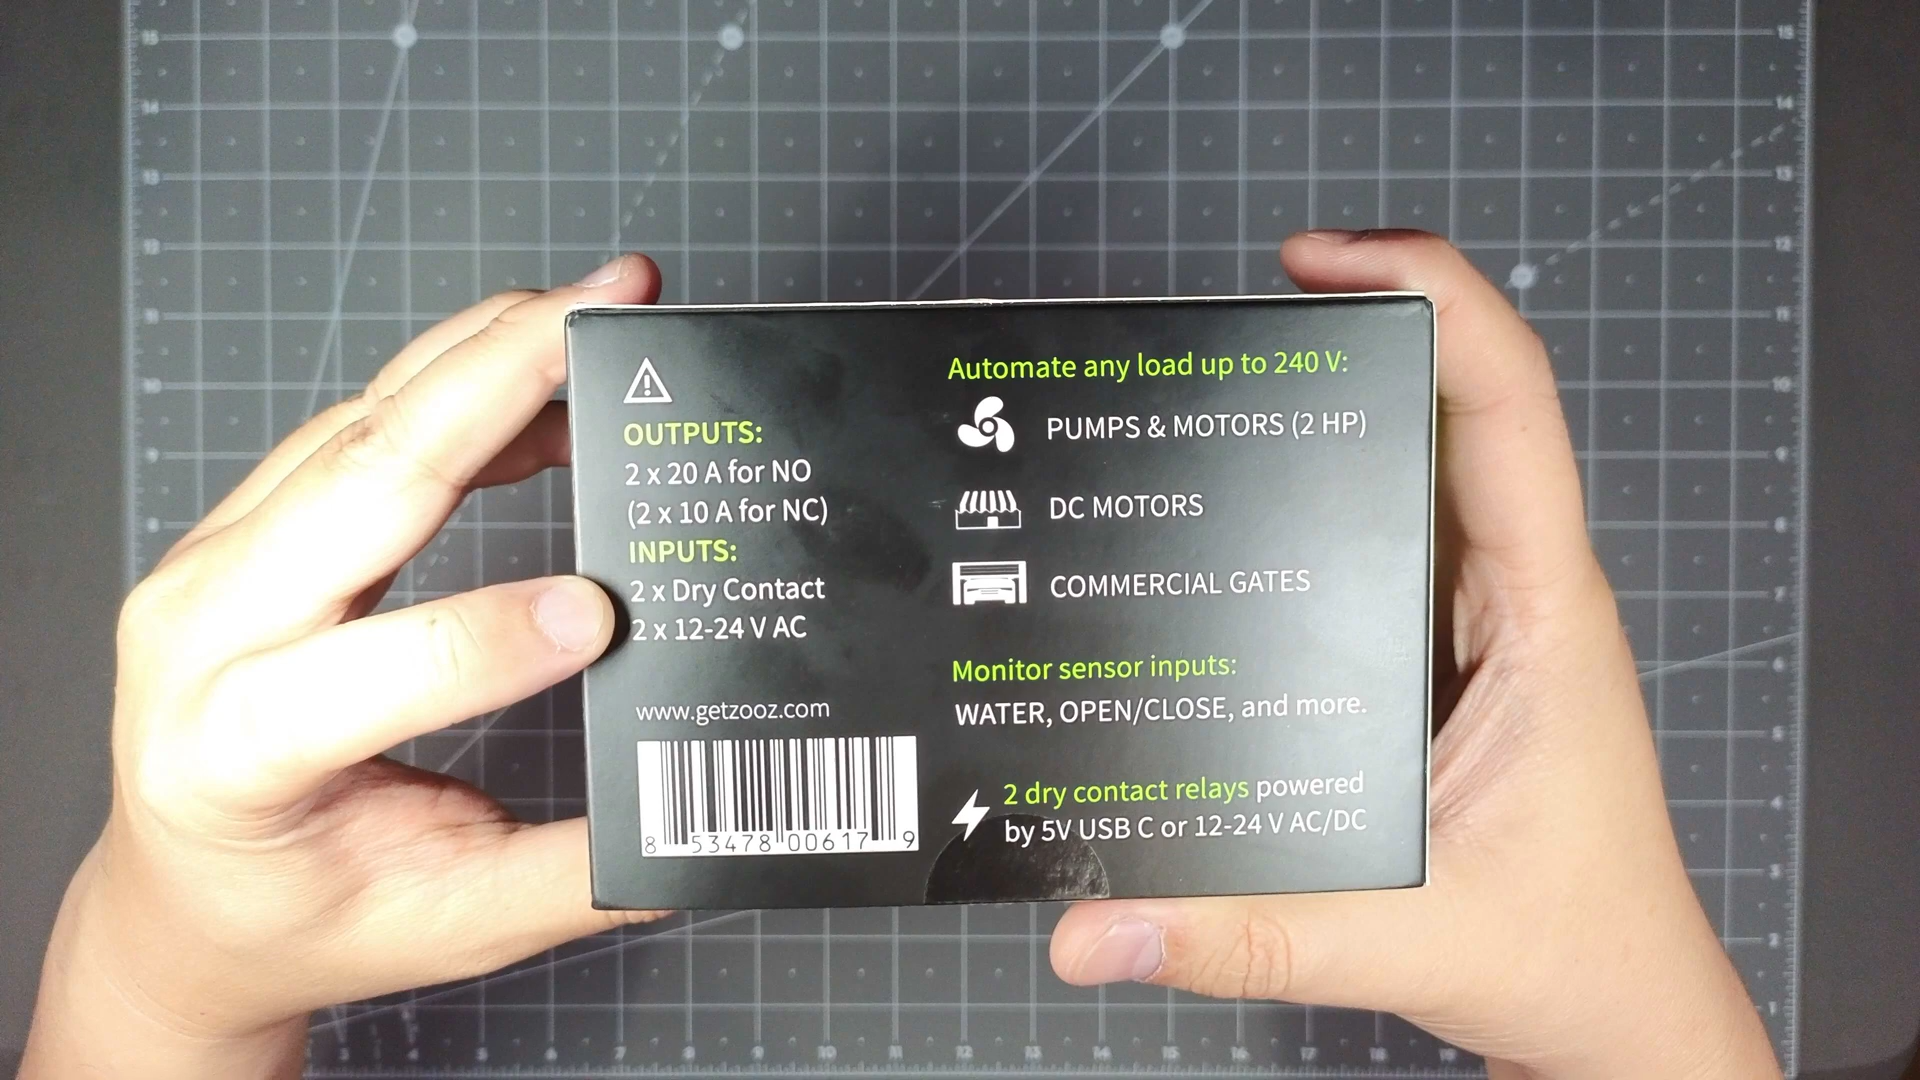 OUTPUTS:
2 x 20 A for NO
(2 x 10 A for NC)
INPUTS:
2 x Dry Contact
2 x 12-24 V AC
www.getzooz.com
8 53478 00617 9
Automate any load up to 240 V:
PUMPS & MOTORS (2 HP)
DC MOTORS
COMMERCIAL GATES
Monitor sensor inputs:
WATER, OPEN/CLOSE, and more.
2 dry contact relays powered
by 5V USB C or 12-24 V AC/DC